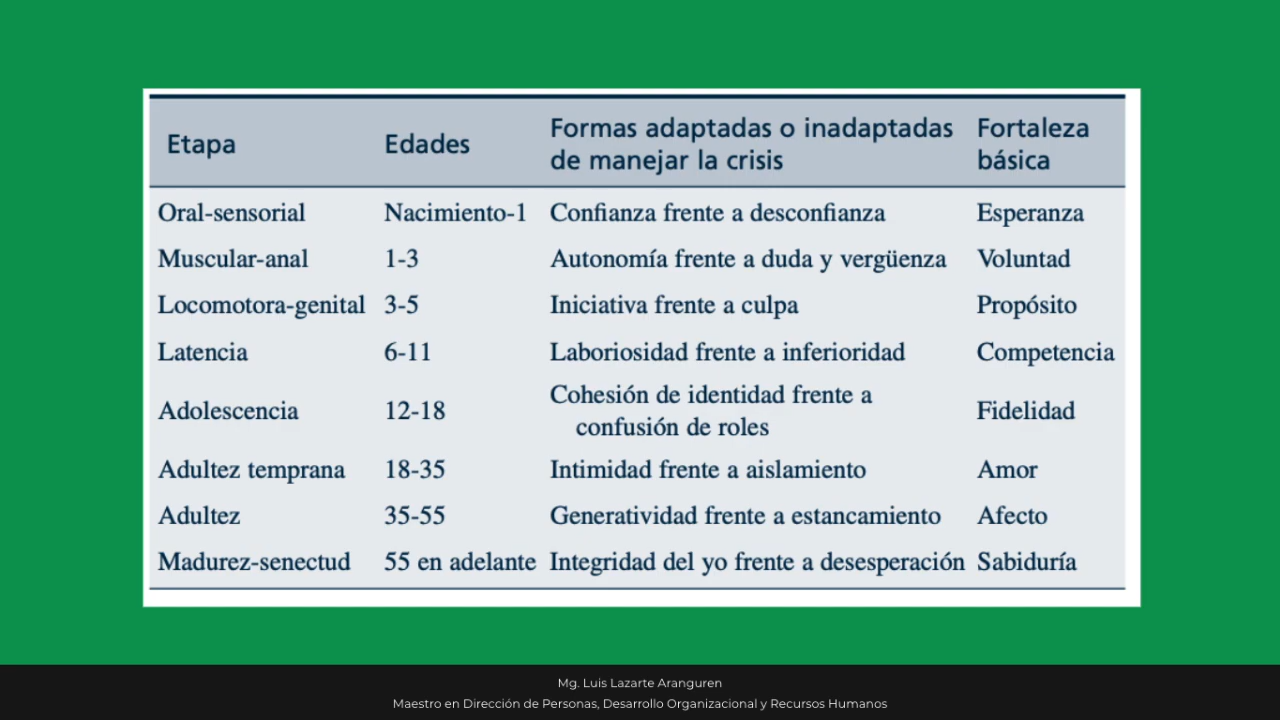 Etapa Edades Formas adaptadas o inadaptadas de manejar la crisis Fortaleza básica
Oral-sensorial Nacimiento-1 Confianza frente a desconfianza Esperanza
Muscular-anal 1-3 Autonomía frente a duda y vergüenza Voluntad
Locomotora-genital 3-5 Iniciativa frente a culpa Propósito
Latencia 6-11 Laboriosidad frente a inferioridad Competencia
Adolescencia 12-18 Cohesión de identidad frente a confusión de roles Fidelidad
Adultez temprana 18-35 Intimidad frente a aislamiento Amor
Adultez 35-55 Generatividad frente a estancamiento Afecto
Madurez-senectud 55 en adelante Integridad del yo frente a desesperación Sabiduría
Mg. Luis Lazarte Aranguren
Maestro en Dirección de Personas, Desarrollo Organizacional y Recursos Humanos